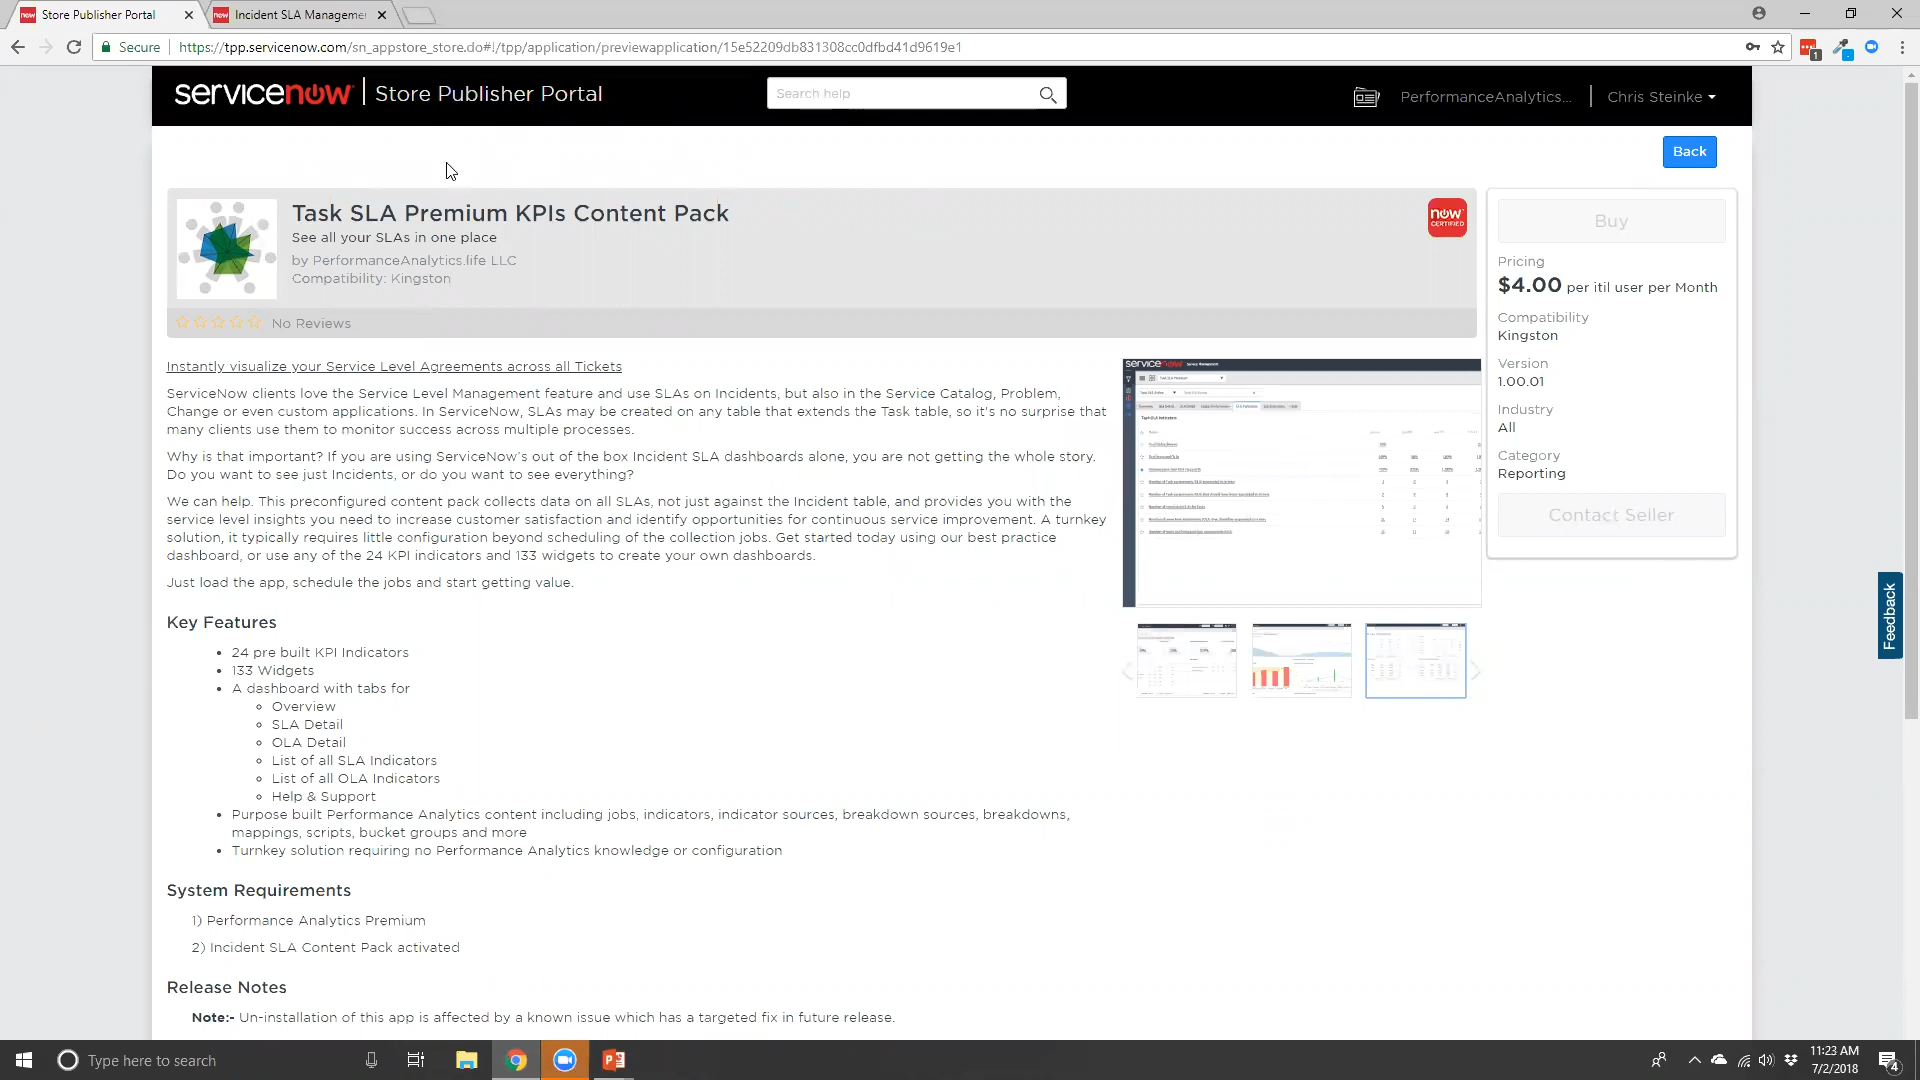 Store Publisher Portal
Incident SLA Manageme
Secure
https://tpp.servicenow.com/sn_appstore_store.do#!/tpp/application/previewapplication/15e52209db831308cc0dfbd41d9619e1
1
servicenow
Store Publisher Portal
Search help
PerformanceAnalytics...
Chris Steinke
Back
Task SLA Premium KPIs Content Pack
See all your SLAs in one place
by PerformanceAnalytics.life LLC
Compatibility: Kingston
No Reviews
now
CERTIFIED
Buy
Pricing
$4.00 per itil user per Month
Compatibility
Kingston
Version
1.00.01
Industry
All
Category
Reporting
Contact Seller
Instantly visualize your Service Level Agreements across all Tickets
ServiceNow clients love the Service Level Management feature and use SLAs on Incidents, but also in the Service Catalog, Problem,
Change or even custom applications. In ServiceNow, SLAs may be created on any table that extends the Task table, so it's no surprise that
many clients use them to monitor success across multiple processes.
Why is that important? If you are using ServiceNow's out of the box Incident SLA dashboards alone, you are not getting the whole story.
Do you want to see just Incidents, or do you want to see everything?
We can help. This preconfigured content pack collects data on all SLAs, not just against the Incident table, and provides you with the
service level insights you need to increase customer satisfaction and identify opportunities for continuous service improvement. A turnkey
solution, it typically requires little configuration beyond scheduling of the collection jobs. Get started today using our best practice
dashboard, or use any of the 24 KPI indicators and 133 widgets to create your own dashboards.
Just load the app, schedule the jobs and start getting value.
Key Features
24 pre built KPI Indicators
133 Widgets
A dashboard with tabs for
Overview
SLA Detail
OLA Detail
List of all SLA Indicators
List of all OLA Indicators
Help & Support
Purpose built Performance Analytics content including jobs, indicators, indicator sources, breakdown sources, breakdowns,
mappings, scripts, bucket groups and more
Turnkey solution requiring no Performance Analytics knowledge or configuration
System Requirements
1) Performance Analytics Premium
2) Incident SLA Content Pack activated
Release Notes
Note:- Un-installation of this app is affected by a known issue which has a targeted fix in future release.
servicenow
Feedback
Type here to search
11:23 AM
7/2/2018
4